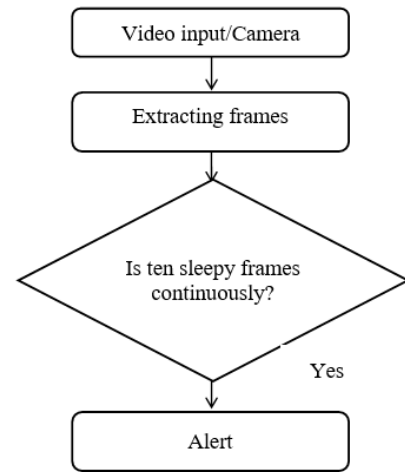 Video input/Camera
Extracting frames
Is ten sleepy frames
continuously?
Yes
Alert